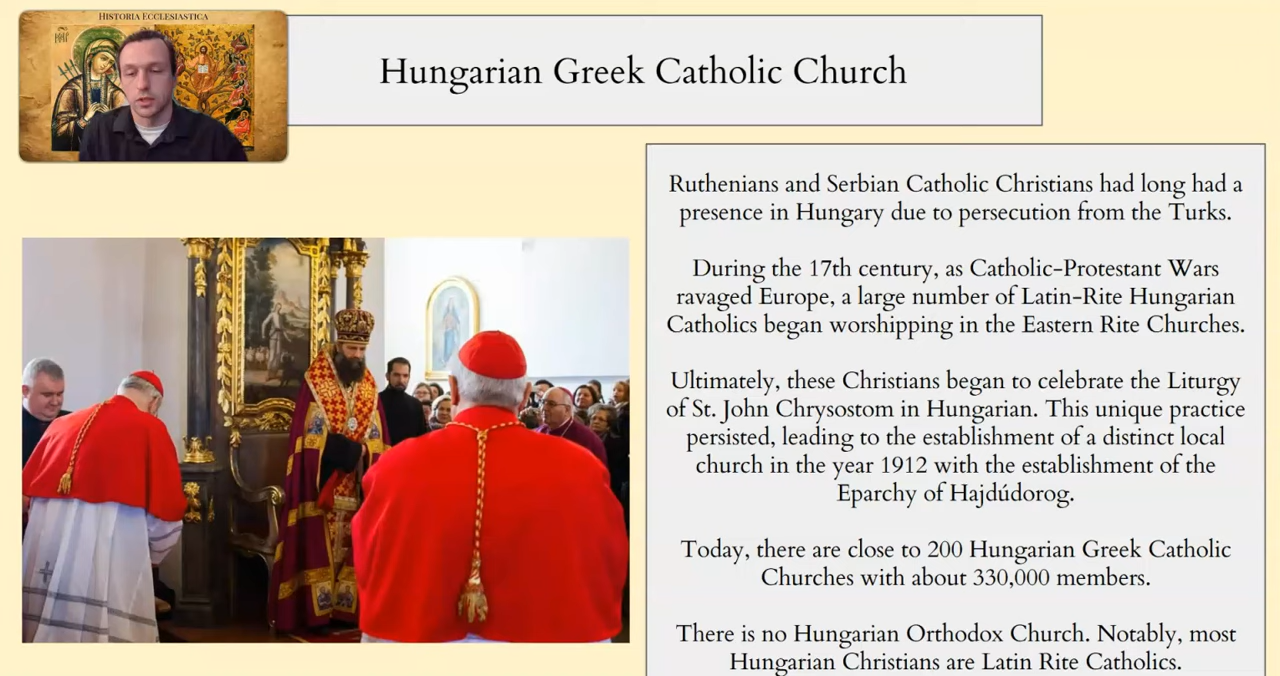 HISTORIA ECCLESIASTICA
Hungarian Greek Catholic Church
Ruthenians and Serbian Catholic Christians had long had a
presence in Hungary due to persecution from the Turks.
During the 17th century, as Catholic-Protestant Wars
ravaged Europe, a large number of Latin-Rite Hungarian
Catholics began worshipping in the Eastern Rite Churches.
Ultimately, these Christians began to celebrate the Liturgy
of St. John Chrysostom in Hungarian. This unique practice
persisted, leading to the establishment of a distinct local
church in the year 1912 with the establishment of the
Eparchy of Hajdúdorog.
Today, there are close to 200 Hungarian Greek Catholic
Churches with about 330,000 members.
There is no Hungarian Orthodox Church. Notably, most
Hungarian Christians are Latin Rite Catholics.